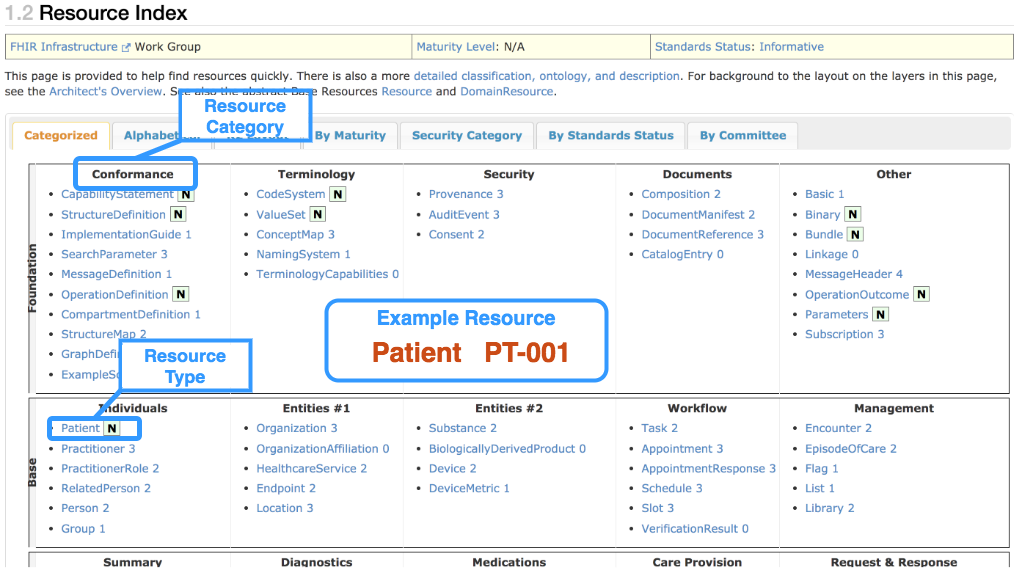 1.2 Resource Index
FHIR Infrastructure Work Group
Maturity Level: N/A
Standards Status: Informative
This page is provided to help find resources quickly. There is also a more detailed classification, ontology, and description. For background to the layout on the layers in this page,
see the Architect's Overview. See also the abstract Base Resources Resource and DomainResource.
Resource
Category
Categorized
By Maturity
Security Category
By Standards Status
By Committee
Foundation
Conformance
CapabilityStatement N
StructureDefinition N
ImplementationGuide 1
SearchParameter 3
MessageDefinition 1
OperationDefinition N
CompartmentDefinition 1
StructureMap 2
Terminology
CodeSystem N
ValueSet N
ConceptMap 3
NamingSystem 1
TerminologyCapabilities 0
Security
Provenance 3
AuditEvent 3
Consent 2
Documents
Composition 2
DocumentManifest 2
DocumentReference 3
CatalogEntry 0
Other
Basic 1
Binary N
Bundle N
Linkage 0
MessageHeader 4
OperationOutcome N
Parameters N
Subscription 3
Example Resource
Patient PT-001
Resource
Type
Base
Individuals
Patient N
Practitioner 3
PractitionerRole 2
RelatedPerson 2
Person 2
Group 1
Entities #1
Organization 3
OrganizationAffiliation 0
HealthcareService 2
Endpoint 2
Location 3
Entities #2
Substance 2
BiologicallyDerivedProduct 0
Device 2
DeviceMetric 1
Workflow
Task 2
Appointment 3
AppointmentResponse 3
Schedule 3
Slot 3
VerificationResult 0
Management
Encounter 2
EpisodeOfCare 2
Flag 1
List 1
Library 2
Summary
Diagnostics
Medications
Care Provision
Request & Response